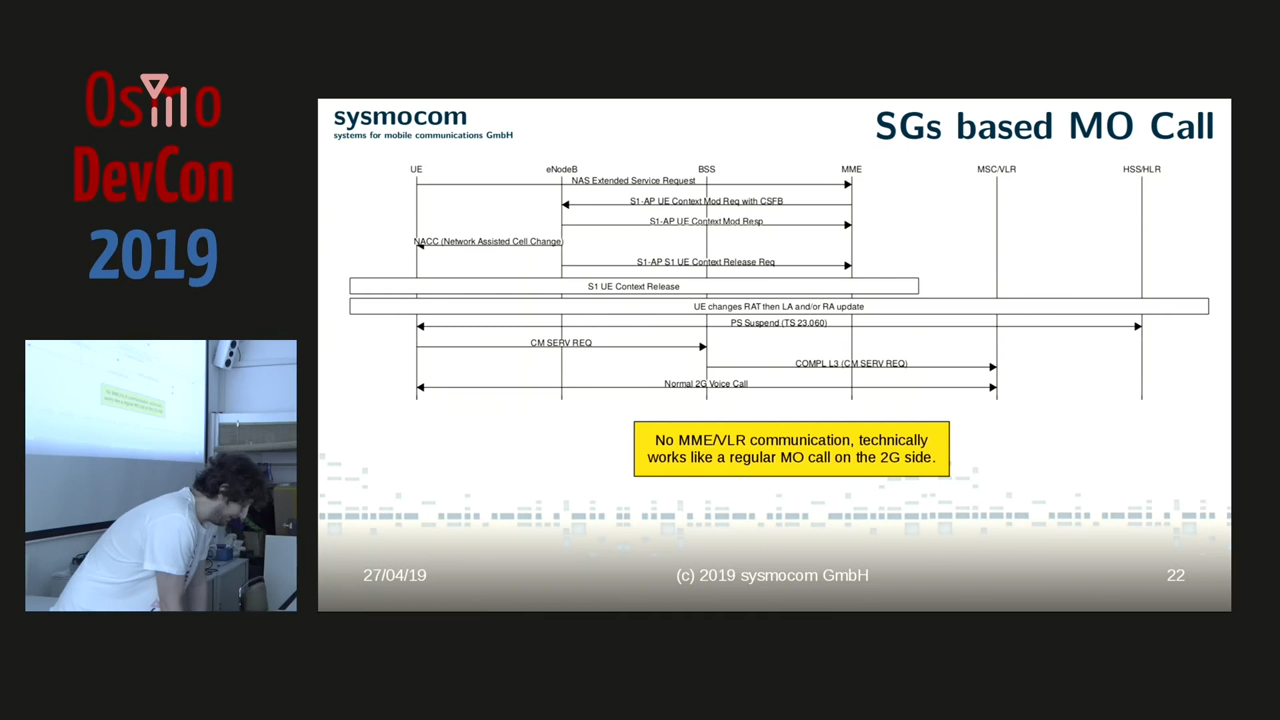 Osmo
DevCon
2019
sysmocom
systems for mobile communications GmbH
SGs based MO Call
UE
eNodeB
BSS
MME
MSC/VLR
HSS/HLR
NAS Extended Service Request
S1-AP UE Context Mod Req with CSFB
S1-AP UE Context Mod Resp
NACC (Network Assisted Cell Change)
S1-AP S1 UE Context Release Req
S1 UE Context Release
UE changes RAT then LA and/or RA update
PS Suspend (TS 23.060)
CM SERV REQ
COMPL L3 (CM SERV REQ)
Normal 2G Voice Call
No MME/VLR communication, technically
works like a regular MO call on the 2G side.
27/04/19
(c) 2019 sysmocom GmbH
22